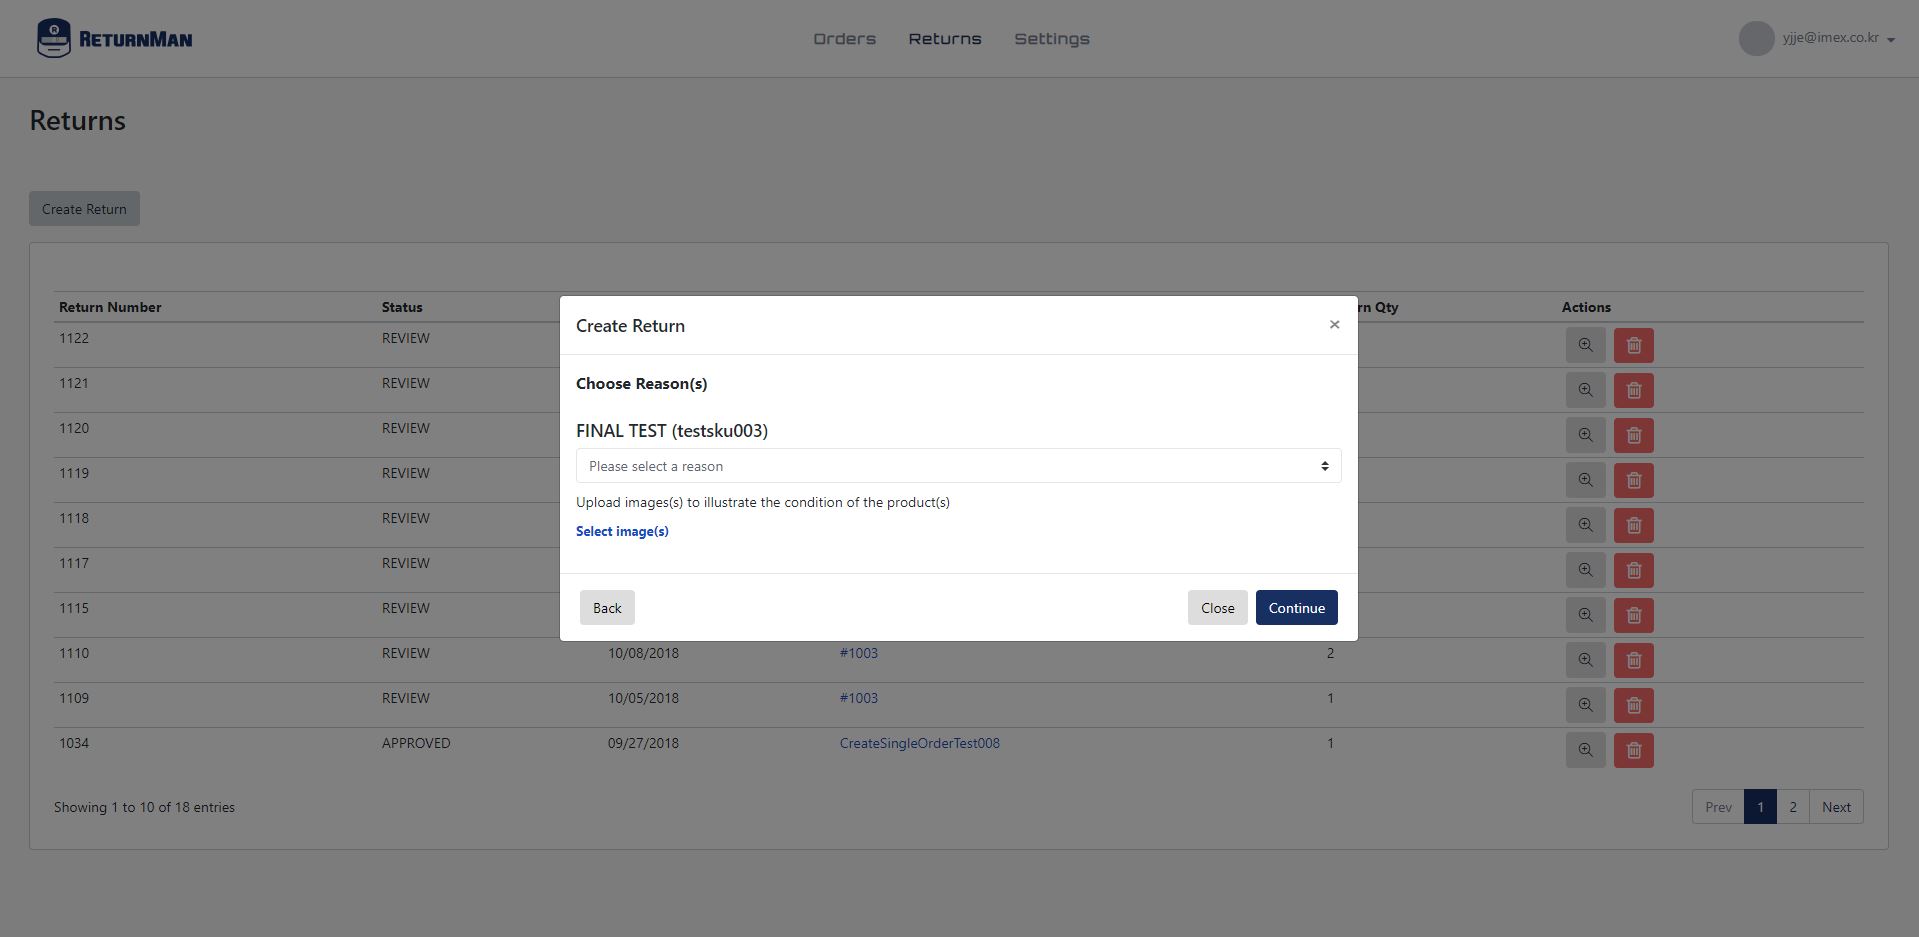 R
ReturnMan
Orders Returns Settings
yjje@imex.co.kr
Returns
Create Return
Return Number Status rn Qty Actions
1122 REVIEW
1121 REVIEW
1120 REVIEW
1119 REVIEW
1118 REVIEW
1117 REVIEW
1115 REVIEW
1110 REVIEW 10/08/2018 #1003 2
1109 REVIEW 10/05/2018 #1003 1
1034 APPROVED 09/27/2018 CreateSingleOrderTest008 1
Showing 1 to 10 of 18 entries
Prev 1 2 Next
Create Return ×
Choose Reason(s)
FINAL TEST (testsku003)
Please select a reason
Upload images(s) to illustrate the condition of the product(s)
Select image(s)
Back Close Continue